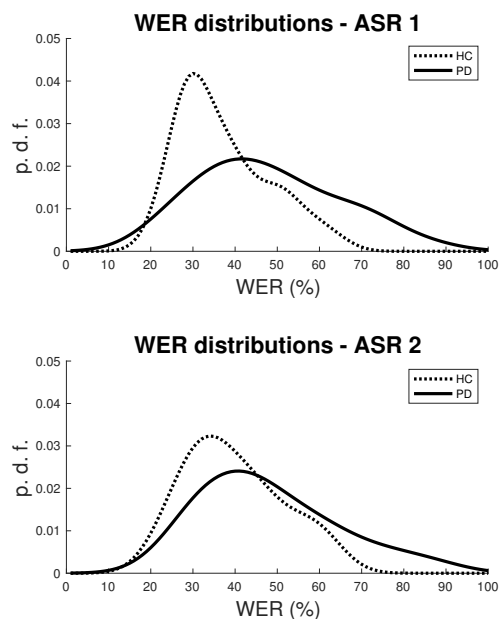 WER distributions - ASR 1
HC
PD
p. d. f.
0.05
0.04
0.03
0.02
0.01
0
0 10 20 30 40 50 60 70 80 90 100
WER (%)
WER distributions - ASR 2
HC
PD
p. d. f.
0.05
0.04
0.03
0.02
0.01
0
0 10 20 30 40 50 60 70 80 90 100
WER (%)